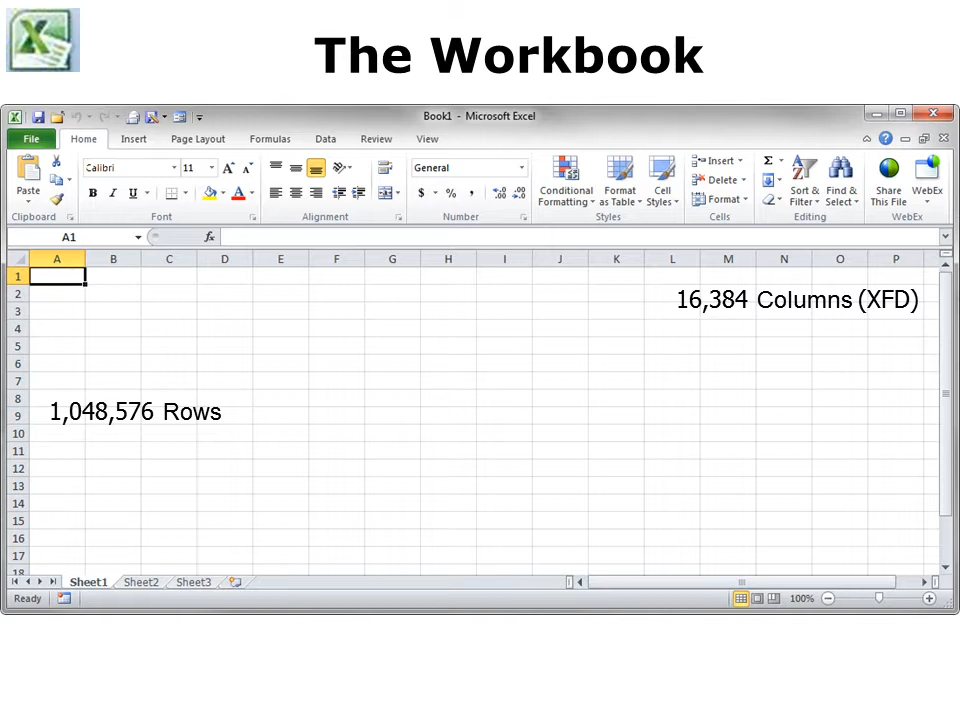 The Workbook
Book1 - Microsoft Excel
File Home Insert Page Layout Formulas Data Review View
Calibri 11 General Insert Σ
Paste Delete Conditional Formatting Format as Table Cell Styles Sort & Filter Find & Select Share This File WebEx
B I U $ % , .00 .0 Format
Clipboard Font Alignment Number Styles Cells Editing WebEx
A1 fx
A B C D E F G H I J K L M N O P
1
2
16,384 Columns (XFD)
3
4
5
6
7
8
1,048,576 Rows
9
10
11
12
13
14
15
16
17
18
Sheet1 Sheet2 Sheet3
Ready 100%